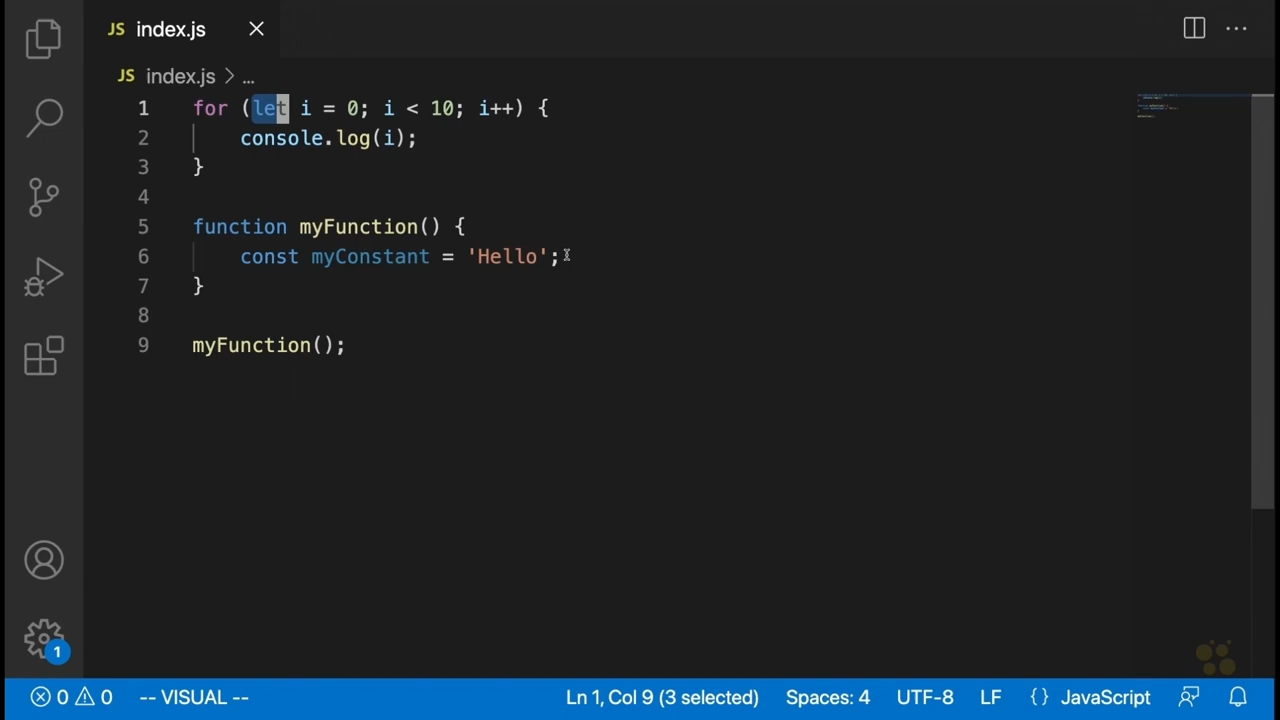 JS index.js
JS index.js > ...
1 for (let i = 0; i < 10; i++) {
2     console.log(i);
3 }
4
5 function myFunction() {
6     const myConstant = 'Hello';
7 }
8
9 myFunction();
1
0 0 -- VISUAL -- Ln 1, Col 9 (3 selected) Spaces: 4 UTF-8 LF {} JavaScript